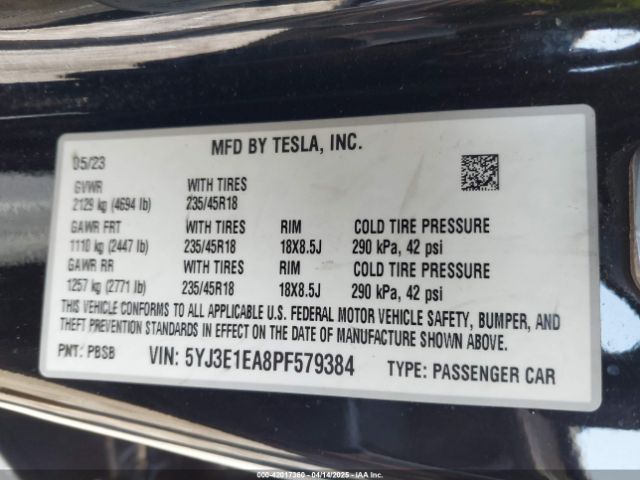 MFD BY TESLA, INC.
05/23
GVWR WITH TIRES
2129 kg (4694 lb) 235/45R18
GAWR FRT WITH TIRES RIM COLD TIRE PRESSURE
1110 kg (2447 lb) 235/45R18 18X8.5J 290 kPa, 42 psi
GAWR RR WITH TIRES RIM COLD TIRE PRESSURE
1257 kg (2771 lb) 235/45R18 18X8.5J 290 kPa, 42 psi
THIS VEHICLE CONFORMS TO ALL APPLICABLE U.S. FEDERAL MOTOR VEHICLE SAFETY, BUMPER, AND
THEFT PREVENTION STANDARDS IN EFFECT ON THE DATE OF MANUFACTURE SHOWN ABOVE.
PNT: PBSB VIN: 5YJ3E1EA8PF579384 TYPE: PASSENGER CAR
000-42017360 - 04/14/2025 - IAA Inc.